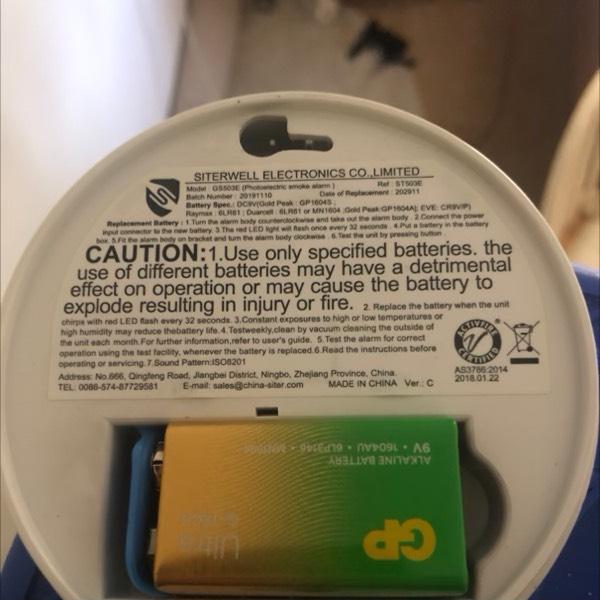 SITERWELL ELECTRONICS CO.,LIMITED
Model : GS503E (Photoelectric smoke alarm ) Ref : ST503E
Batch Number : 20191110 Date of Replacement : 202911
Battery Spec.: DC9V(Gold Peak : GP1604S ;
Raymax : 6LR61 ; Duarcell : 6LR61 or MN1604 ;Gold Peak:GP1604A); EVE: CR9V/P)
Replacement Battery : 1.Turn the alarm body counterclockwise and take out the alarm body . 2.Connect the power
input connector to the new battery. 3.The red LED light will flash once every 32 seconds . 4.Put a battery in the battery
box. 5.Fit the alarm body on bracket and turn the alarm body clockwise . 6.Test the unit by pressing button .
CAUTION:1.Use only specified batteries. the
use of different batteries may have a detrimental
effect on operation or may cause the battery to
explode resulting in injury or fire. 2. Replace the battery when the unit
chirps with red LED flash every 32 seconds. 3.Constant exposures to high or low temperatures or
high humidity may reduce thebattery life. 4.Testweekly,clean by vacuum cleaning the outside of
the unit each month.For further information,refer to user's guide. 5.Test the alarm for correct
operation using the test facility, whenever the battery is replaced.6.Read the instructions before
operating or servicing.7.Sound Pattern:ISO8201
Address: No.666, Qingfeng Road, Jiangbei District, Ningbo, Zhejiang Province, China.
TEL: 0086-574-87729581 E-mail: sales@china-siter.com MADE IN CHINA Ver.: C
ACTIVFIRE
CERTIFIED
AS3786:2014
2018.01.22
GP
Ultra
ALKALINE BATTERY
9V • 1604AU • 6LP3146 •